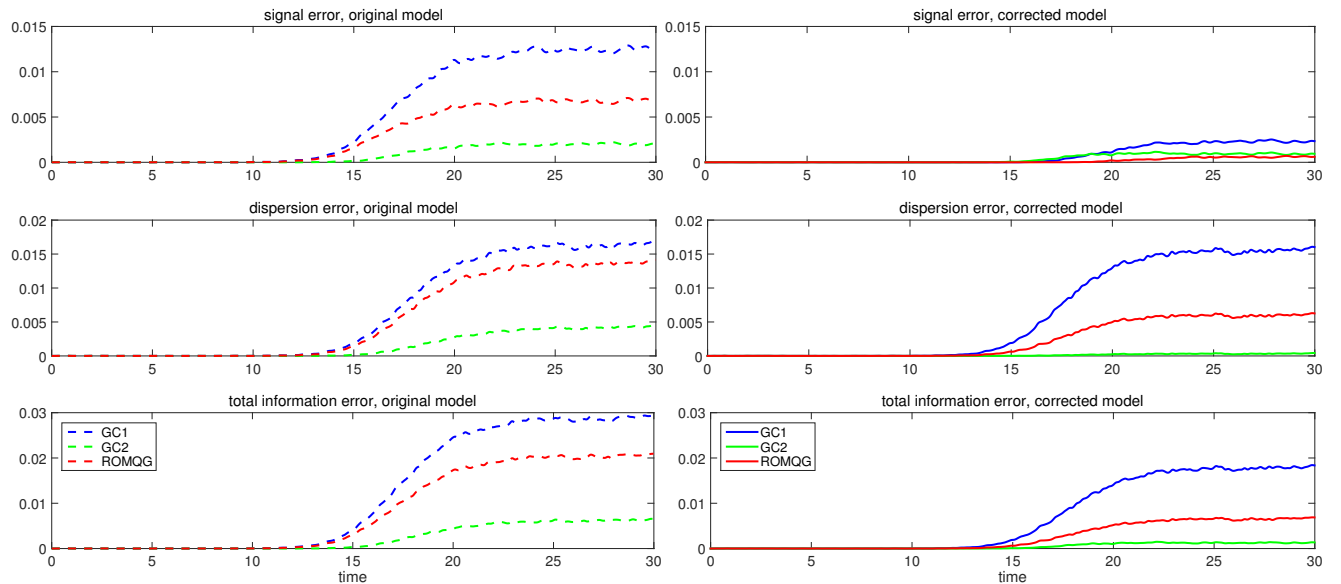 signal error, original model
0.015
0.01
0.005
0
0 5 10 15 20 25 30
signal error, corrected model
0.015
0.01
0.005
0
0 5 10 15 20 25 30
dispersion error, original model
0.02
0.015
0.01
0.005
0
0 5 10 15 20 25 30
dispersion error, corrected model
0.02
0.015
0.01
0.005
0
0 5 10 15 20 25 30
total information error, original model
0.03
0.02
0.01
0
GC1
GC2
ROMQG
0 5 10 15 20 25 30
time
total information error, corrected model
0.03
0.02
0.01
0
GC1
GC2
ROMQG
0 5 10 15 20 25 30
time